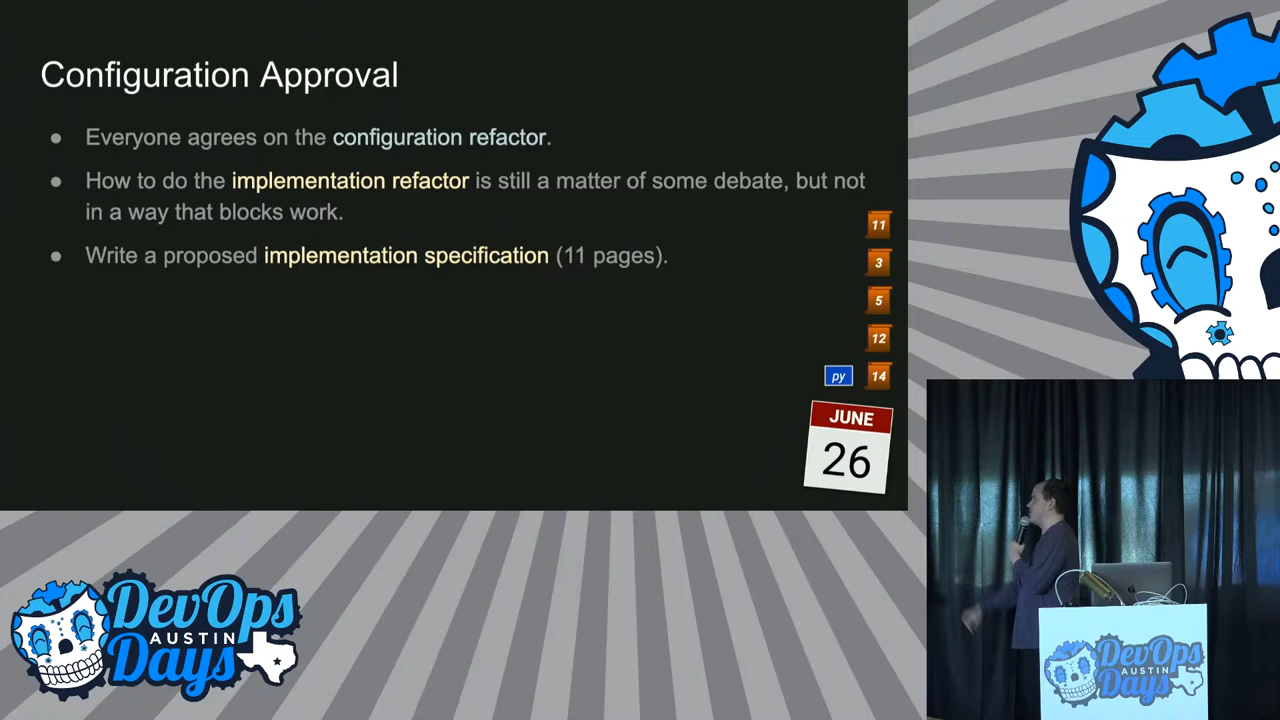 Configuration Approval
Everyone agrees on the configuration refactor.
How to do the implementation refactor is still a matter of some debate, but not
in a way that blocks work.
Write a proposed implementation specification (11 pages).
11
3
5
12
py 14
JUNE
26
DevOps
AUSTIN
Days
DevOps
AUSTIN
Days